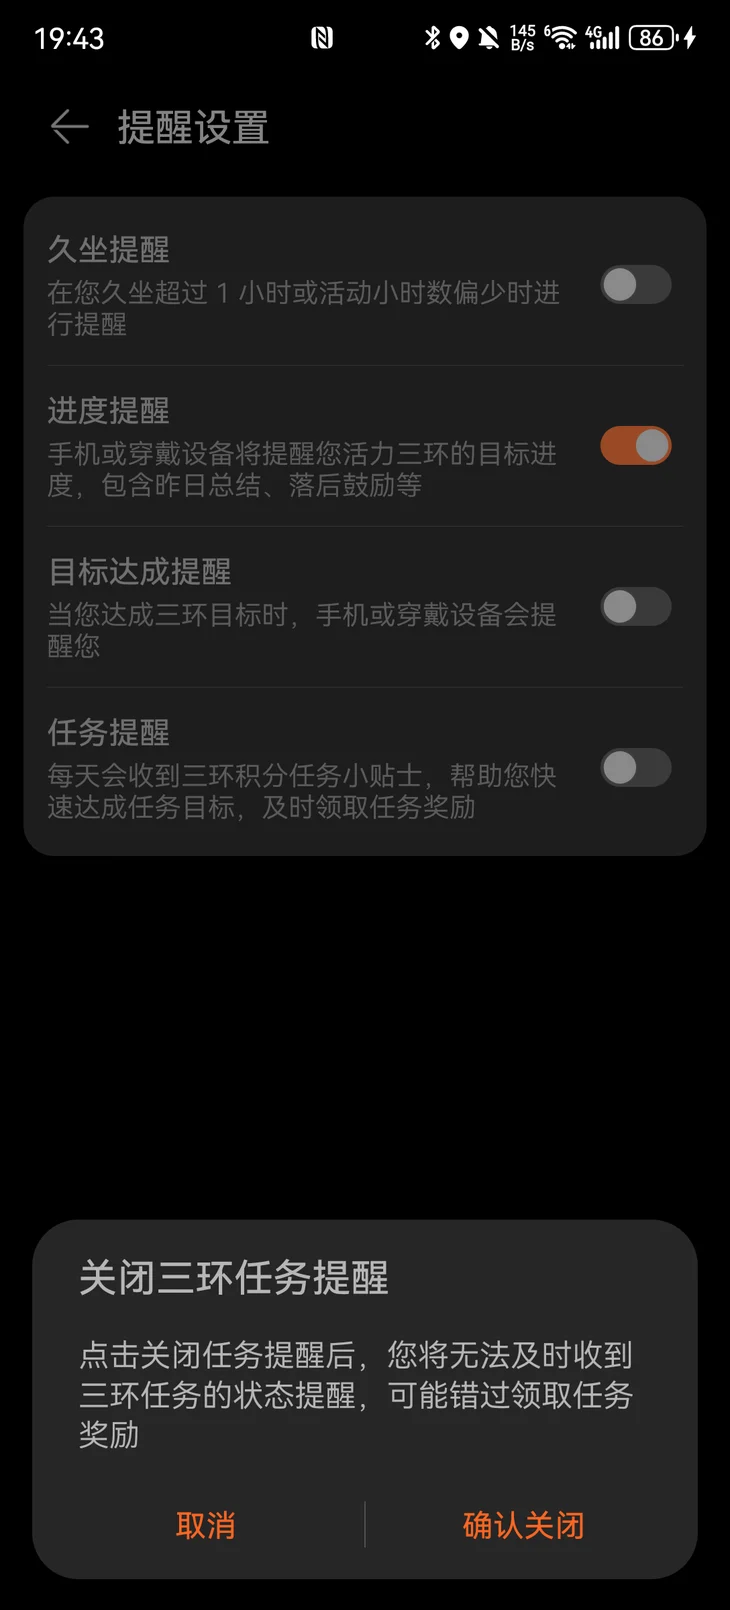 19:43
145
B/s
6
4G
86
提醒设置
久坐提醒
在您久坐超过 1 小时或活动小时数偏少时进
行提醒
进度提醒
手机或穿戴设备将提醒您活力三环的目标进
度，包含昨日总结、落后鼓励等
目标达成提醒
当您达成三环目标时，手机或穿戴设备会提
醒您
任务提醒
每天会收到三环积分任务小贴士，帮助您快
速达成任务目标，及时领取任务奖励
关闭三环任务提醒
点击关闭任务提醒后，您将无法及时收到
三环任务的状态提醒，可能错过领取任务
奖励
取消
确认关闭